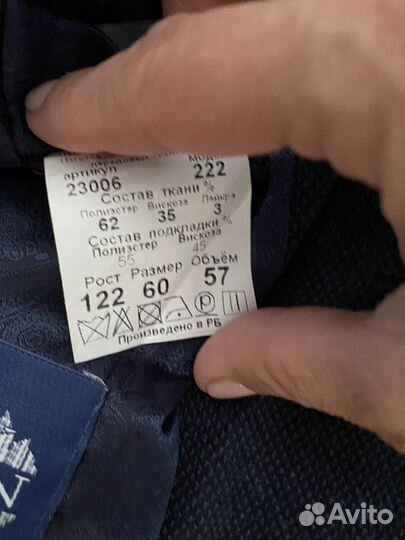 артикул
23006 222
Состав ткани %
Полиэстер Вискоза Лайкра
62 35 3
Состав подкладки %
Полиэстер Вискоза
55 45
Рост Размер Объём
122 60 57
Произведено в РБ
N
Avito